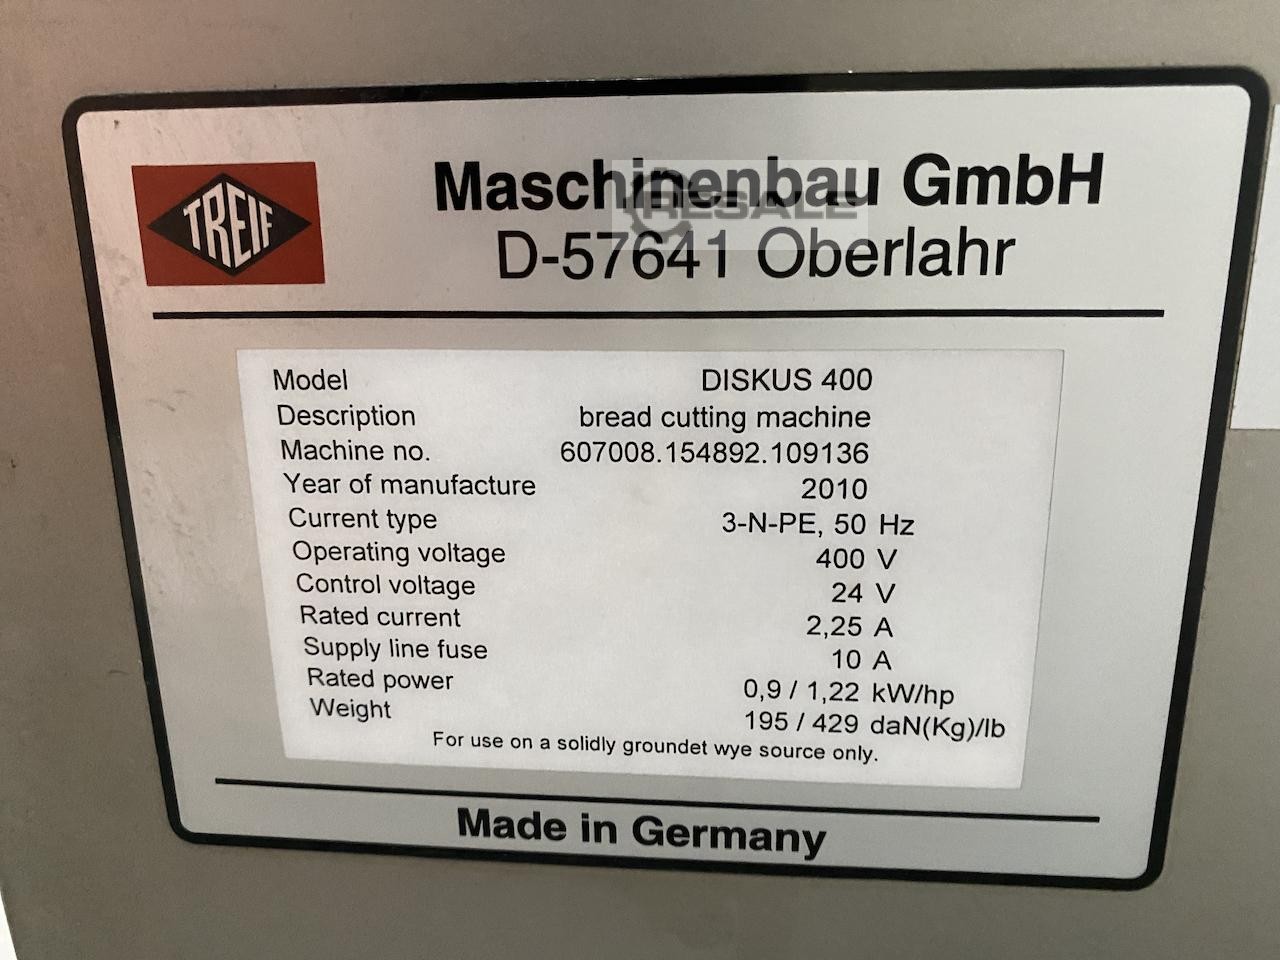 TREIF
Maschinenbau GmbH
RESALE
D-57641 Oberlahr
Model DISKUS 400
Description bread cutting machine
Machine no. 607008.154892.109136
Year of manufacture 2010
Current type 3-N-PE, 50 Hz
Operating voltage 400 V
Control voltage 24 V
Rated current 2,25 A
Supply line fuse 10 A
Rated power 0,9 / 1,22 kW/hp
Weight 195 / 429 daN(Kg)/lb
For use on a solidly groundet wye source only.
Made in Germany